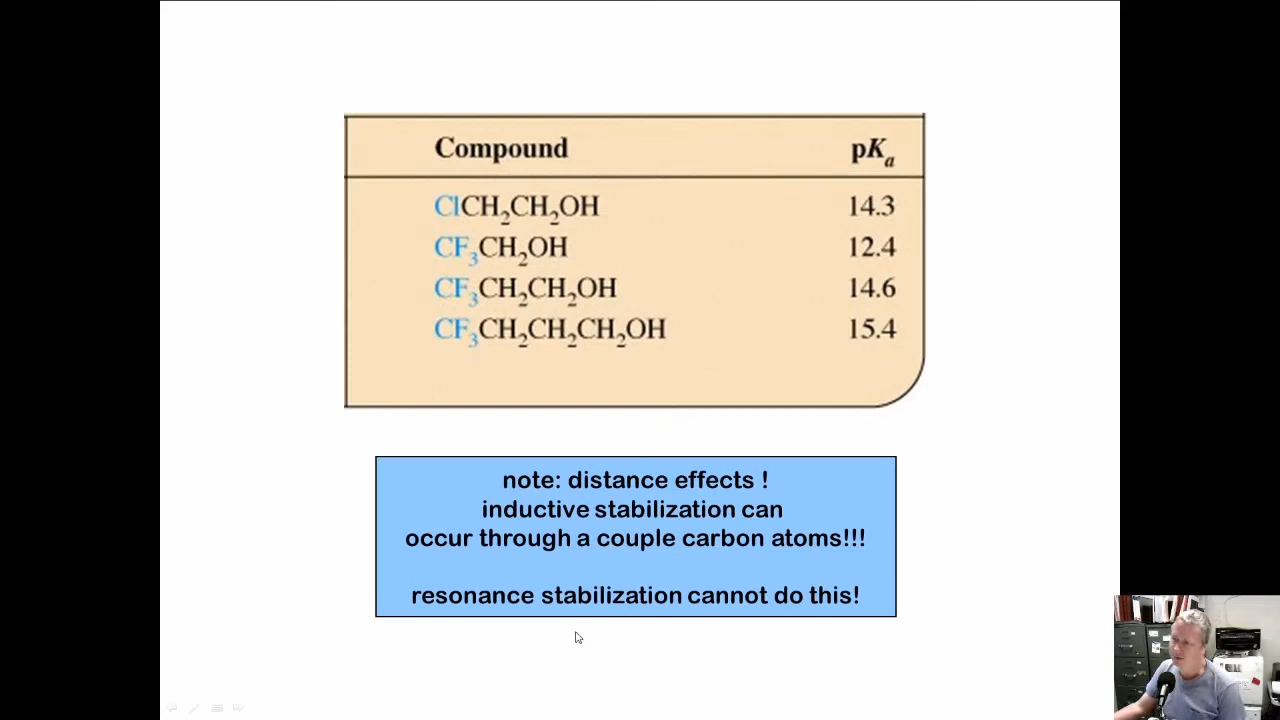 Compound pKₐ
ClCH₂CH₂OH 14.3
CF₃CH₂OH 12.4
CF₃CH₂CH₂OH 14.6
CF₃CH₂CH₂CH₂OH 15.4
note: distance effects !
inductive stabilization can
occur through a couple carbon atoms!!!
resonance stabilization cannot do this!